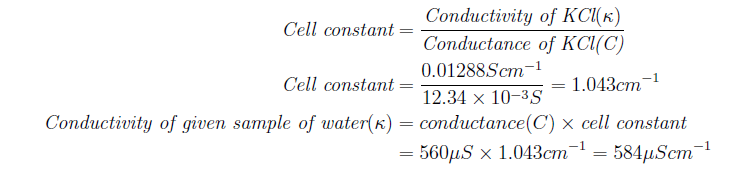 Cell constant = Conductivity of KCl(κ) / Conductance of KCl(C)
Cell constant = 0.01288Scm⁻¹ / 12.34 × 10⁻³S = 1.043cm⁻¹
Conductivity of given sample of water(κ) = conductance(C) × cell constant
= 560μS × 1.043cm⁻¹ = 584μScm⁻¹